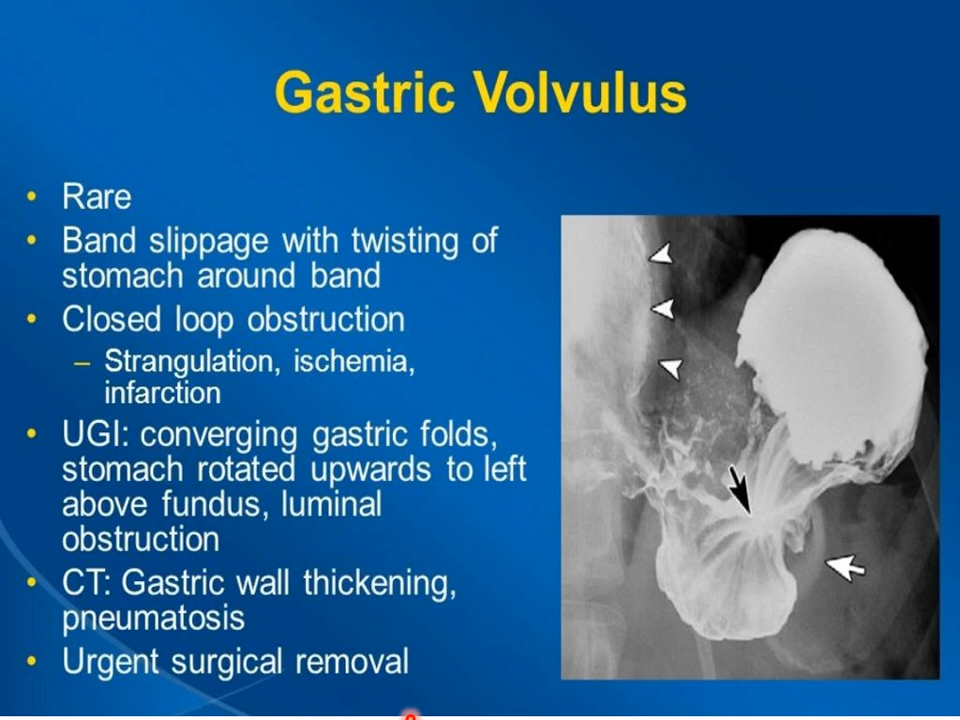 Gastric Volvulus
• Rare
• Band slippage with twisting of
stomach around band
• Closed loop obstruction
– Strangulation, ischemia,
infarction
• UGI: converging gastric folds,
stomach rotated upwards to left
above fundus, luminal
obstruction
• CT: Gastric wall thickening,
pneumatosis
• Urgent surgical removal